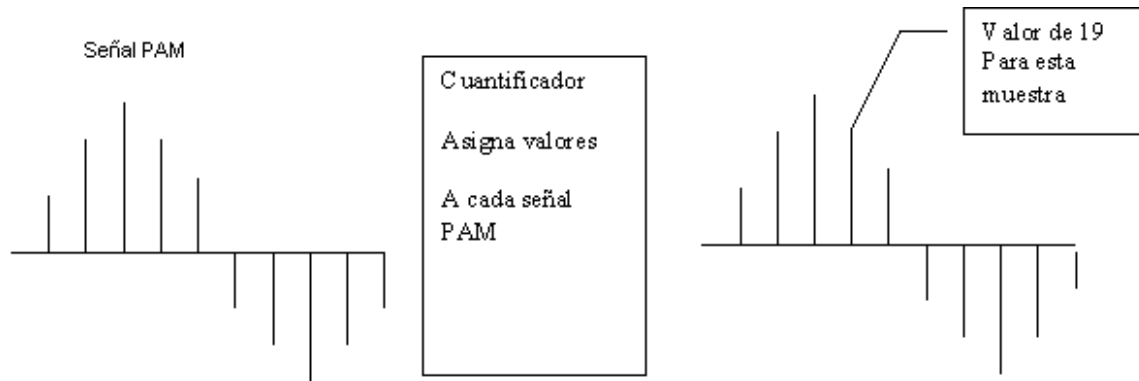 Señal PAM
Cuantificador
Asigna valores
A cada señal
PAM
Valor de 19
Para esta
muestra